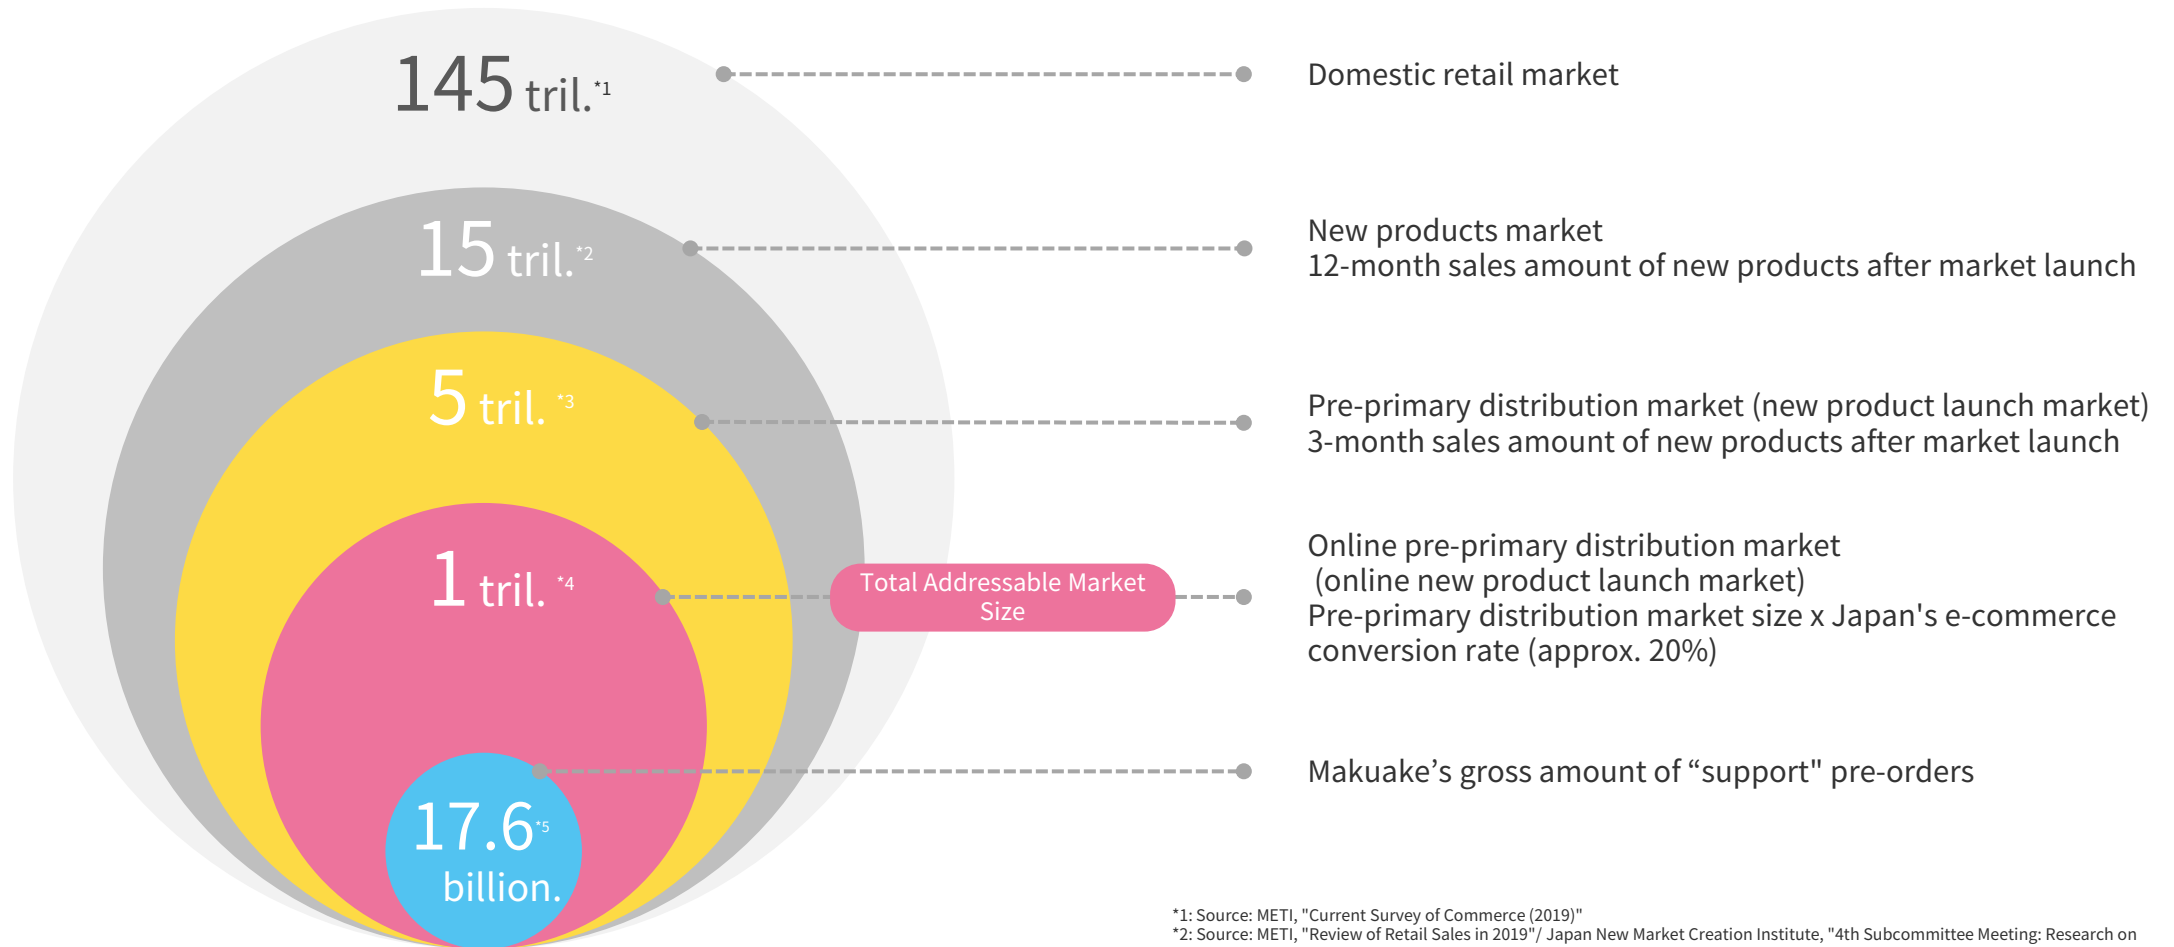 145 tril.*1
Domestic retail market
15 tril.*2
New products market
12-month sales amount of new products after market launch
5 tril. *3
Pre-primary distribution market (new product launch market)
3-month sales amount of new products after market launch
1 tril. *4
Total Addressable Market
Size
Online pre-primary distribution market
(online new product launch market)
Pre-primary distribution market size x Japan's e-commerce
conversion rate (approx. 20%)
17.6*5
billion.
Makuake’s gross amount of “support" pre-orders
*1: Source: METI, "Current Survey of Commerce (2019)"
*2: Source: METI, "Review of Retail Sales in 2019"/ Japan New Market Creation Institute, "4th Subcommittee Meeting: Research on